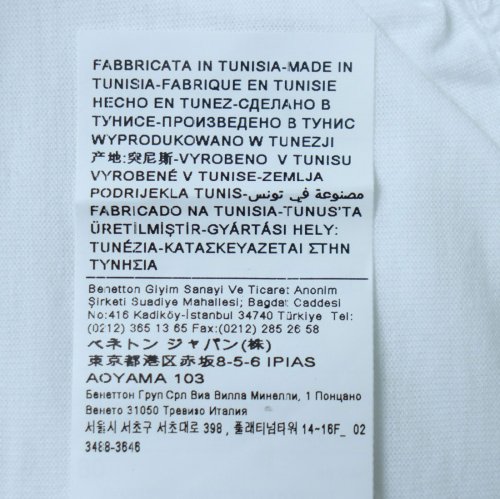 FABBRICATA IN TUNISIA-MADE IN
TUNISIA-FABRIQUE EN TUNISIE
HECHO EN TUNEZ-СДЕЛАНО В
ТУНИСЕ-ПРОИЗВЕДЕНО В ТУНИС
WYPRODUKOWANO W TUNEZJI
产地:突尼斯-VYROBENO V TUNISU
VYROBENÉ V TUNISE-ZEMLJA
PODRIJEKLA TUNIS-مصنوعة في تونس
FABRICADO NA TUNISIA-TUNUS'TA
ÜRETİLMİŞTİR-GYÁRTÁSI HELY:
TUNÉZIA-ΚΑΤΑΣΚΕΥΑΖΕΤΑΙ ΣΤΗΝ
ΤΥΝΗΣΙΑ
Benetton Giyim Sanayi Ve Ticaret Anonim
Şirketi Suadiye Mahallesi; Bagdat Caddesi
No:416 Kadiköy-İstanbul 34740 Türkiye Tel:
(0212) 365 13 65 Fax:(0212) 285 26 58
ベネトン ジャパン(株)
東京都港区赤坂8-5-6 IPIAS
AOYAMA 103
Бенеттон Груп Срл Виа Вилла Минелли, 1 Понцано
Венето 31050 Тревизо Италия
서울시 서초구 서초대로 398, 플래티넘타워 14-16F_ 02
3488-3646